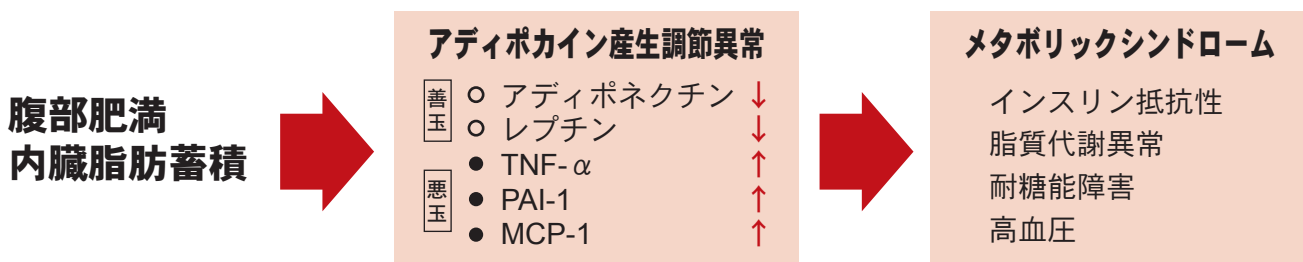 腹部肥満
内臓脂肪蓄積
アディポカイン産生調節異常
善玉
○ アディポネクチン ↓
○ レプチン ↓
悪玉
● TNF-α ↑
● PAI-1 ↑
● MCP-1 ↑
メタボリックシンドローム
インスリン抵抗性
脂質代謝異常
耐糖能障害
高血圧